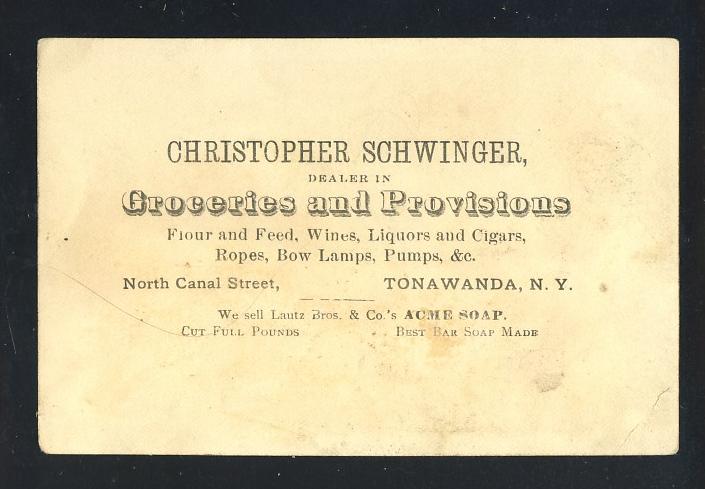 CHRISTOPHER SCHWINGER,
DEALER IN
Groceries and Provisions
Flour and Feed, Wines, Liquors and Cigars,
Ropes, Bow Lamps, Pumps, &c.
North Canal Street, TONAWANDA, N. Y.
We sell Lautz Bros. & Co.'s ACME SOAP.
CUT FULL POUNDS BEST BAR SOAP MADE